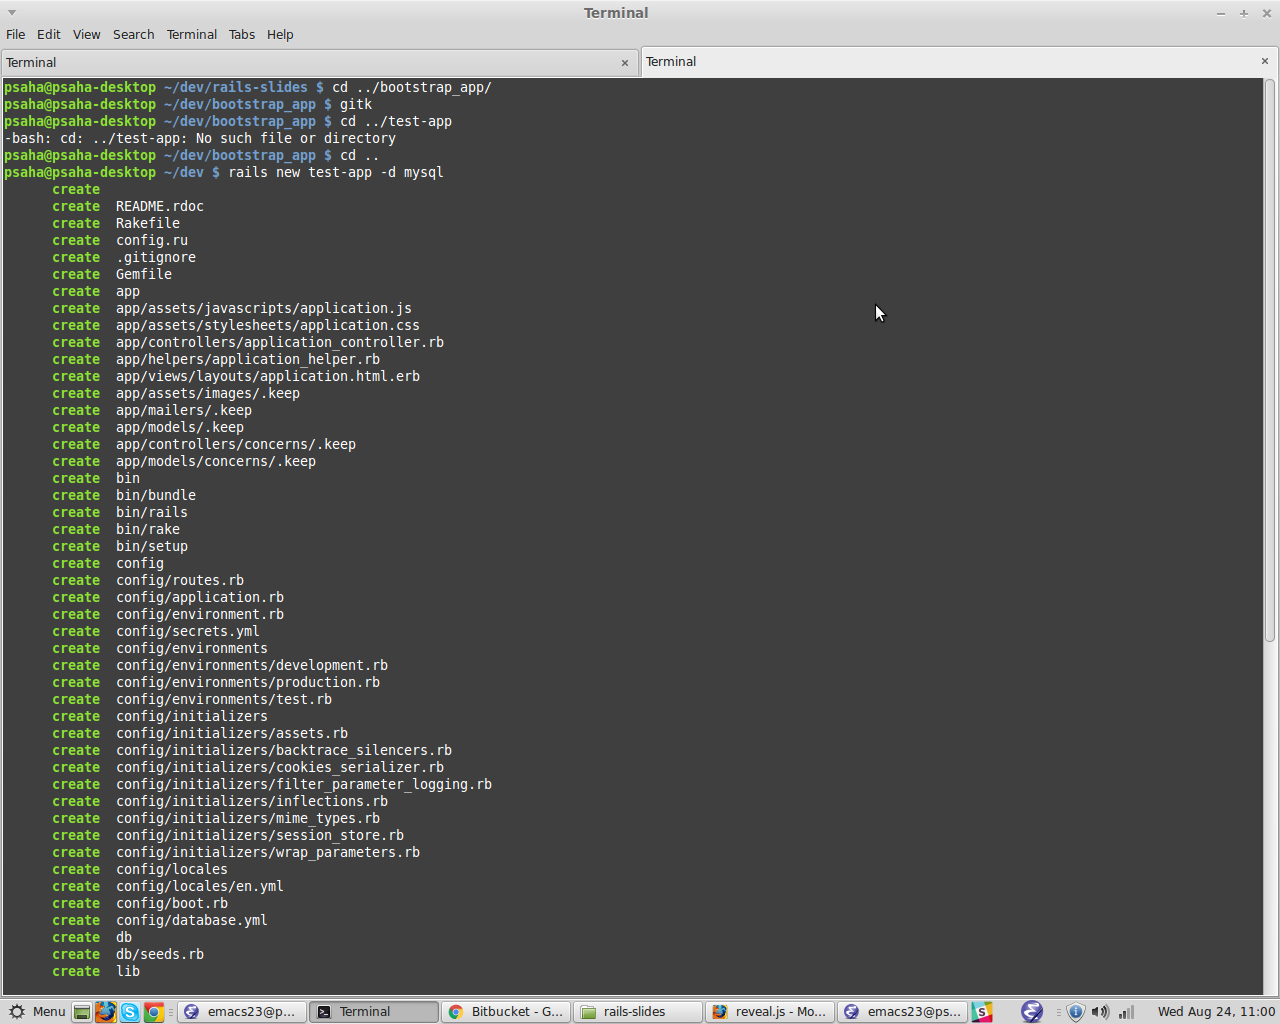 Terminal
File Edit View Search Terminal Tabs Help
Terminal
Terminal
psaha@psaha-desktop ~/dev/rails-slides $ cd ../bootstrap_app/
psaha@psaha-desktop ~/dev/bootstrap_app $ gitk
psaha@psaha-desktop ~/dev/bootstrap_app $ cd ../test-app
-bash: cd: ../test-app: No such file or directory
psaha@psaha-desktop ~/dev/bootstrap_app $ cd ..
psaha@psaha-desktop ~/dev $ rails new test-app -d mysql
create
create README.rdoc
create Rakefile
create config.ru
create .gitignore
create Gemfile
create app
create app/assets/javascripts/application.js
create app/assets/stylesheets/application.css
create app/controllers/application_controller.rb
create app/helpers/application_helper.rb
create app/views/layouts/application.html.erb
create app/assets/images/.keep
create app/mailers/.keep
create app/models/.keep
create app/controllers/concerns/.keep
create app/models/concerns/.keep
create bin
create bin/bundle
create bin/rails
create bin/rake
create bin/setup
create config
create config/routes.rb
create config/application.rb
create config/environment.rb
create config/secrets.yml
create config/environments
create config/environments/development.rb
create config/environments/production.rb
create config/environments/test.rb
create config/initializers
create config/initializers/assets.rb
create config/initializers/backtrace_silencers.rb
create config/initializers/cookies_serializer.rb
create config/initializers/filter_parameter_logging.rb
create config/initializers/inflections.rb
create config/initializers/mime_types.rb
create config/initializers/session_store.rb
create config/initializers/wrap_parameters.rb
create config/locales
create config/locales/en.yml
create config/boot.rb
create config/database.yml
create db
create db/seeds.rb
create lib
Menu emacs23@p... Terminal Bitbucket - G... rails-slides reveal.js - Mo... emacs23@ps... Wed Aug 24, 11:00